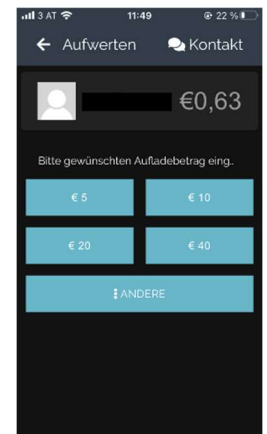 3 AT 11:49 22 %
Aufwerten Kontakt
€0,63
Bitte gewünschten Aufladebetrag eing..
€ 5 € 10
€ 20 € 40
ANDERE